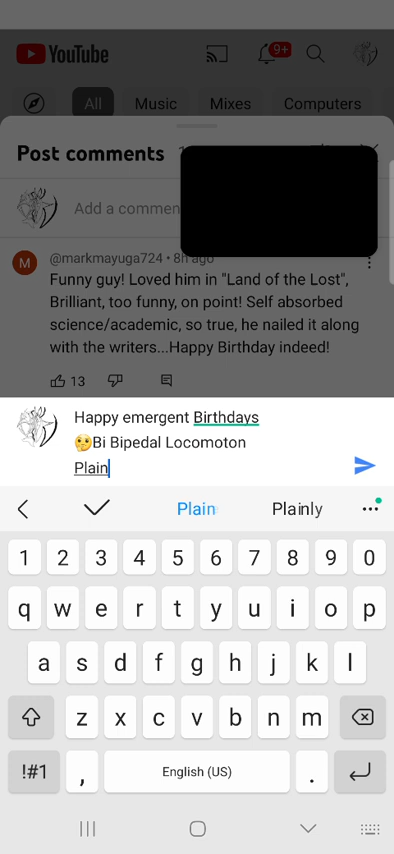 YouTube
9+
All
Music
Mixes
Computers
Post comments
Add a commen
M
@markmayuga724 • 8h ago
Funny guy! Loved him in "Land of the Lost",
Brilliant, too funny, on point! Self absorbed
science/academic, so true, he nailed it along
with the writers...Happy Birthday indeed!
13
Happy emergent Birthdays
🤔Bi Bipedal Locomoton
Plain
Plain
Plainly
1 2 3 4 5 6 7 8 9 0
q w e r t y u i o p
a s d f g h j k l
z x c v b n m
!#1 , English (US) .